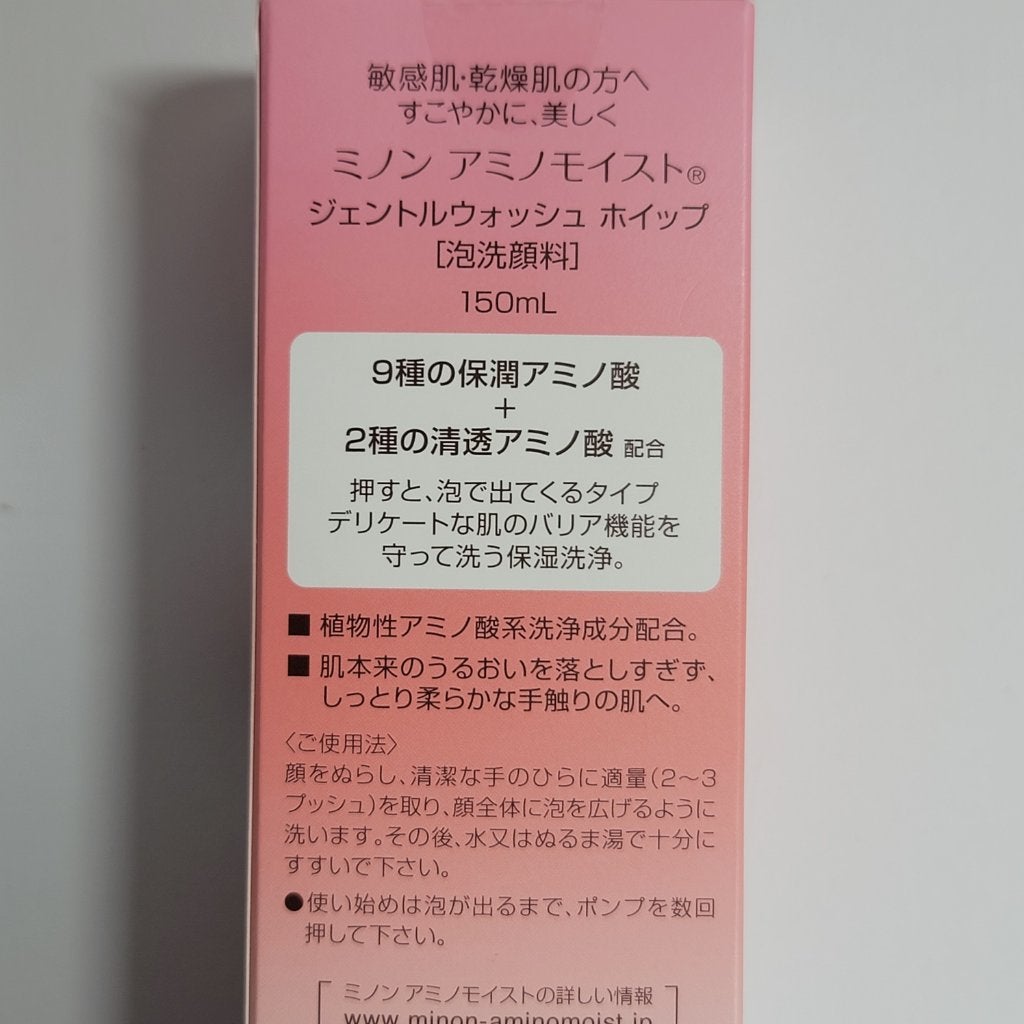 敏感肌・乾燥肌の方へ
すこやかに、美しく
ミノン アミノモイスト®
ジェントルウォッシュ ホイップ
[泡洗顔料]
150mL
9種の保潤アミノ酸
+
2種の清透アミノ酸 配合
押すと、泡で出てくるタイプ
デリケートな肌のバリア機能を
守って洗う保湿洗浄。
■ 植物性アミノ酸系洗浄成分配合。
■ 肌本来のうるおいを落としすぎず、
しっとり柔らかな手触りの肌へ。
〈ご使用法〉
顔をぬらし、清潔な手のひらに適量(2〜3
プッシュ)を取り、顔全体に泡を広げるように
洗います。その後、水又はぬるま湯で十分に
すすいで下さい。
●使い始めは泡が出るまで、ポンプを数回
押して下さい。
ミノン アミノモイストの詳しい情報
www.minon-aminomoist.jp